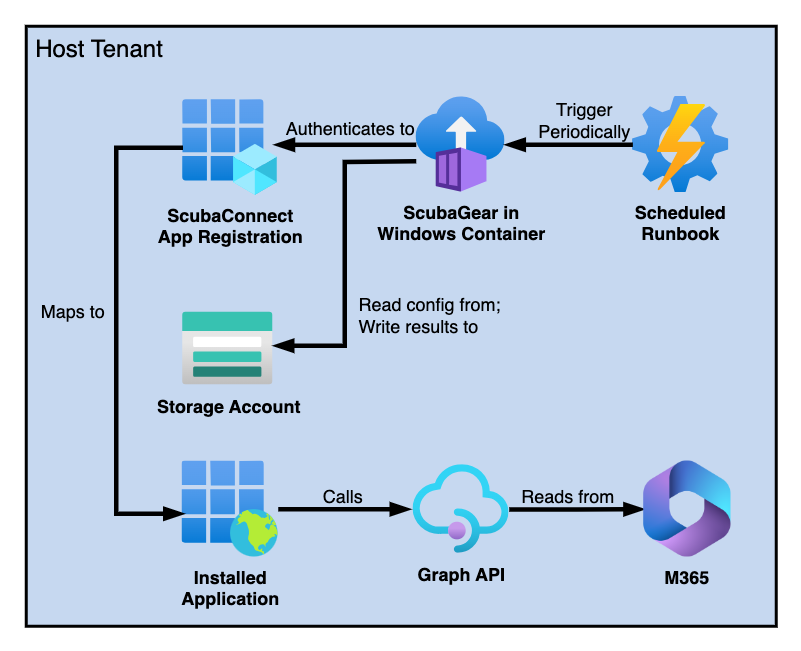 Host Tenant
Trigger
Periodically
Authenticates to
ScubaConnect
App Registration
ScubaGear in
Windows Container
Scheduled
Runbook
Maps to
Read config from;
Write results to
Storage Account
Calls
Reads from
Installed
Application
Graph API
M365